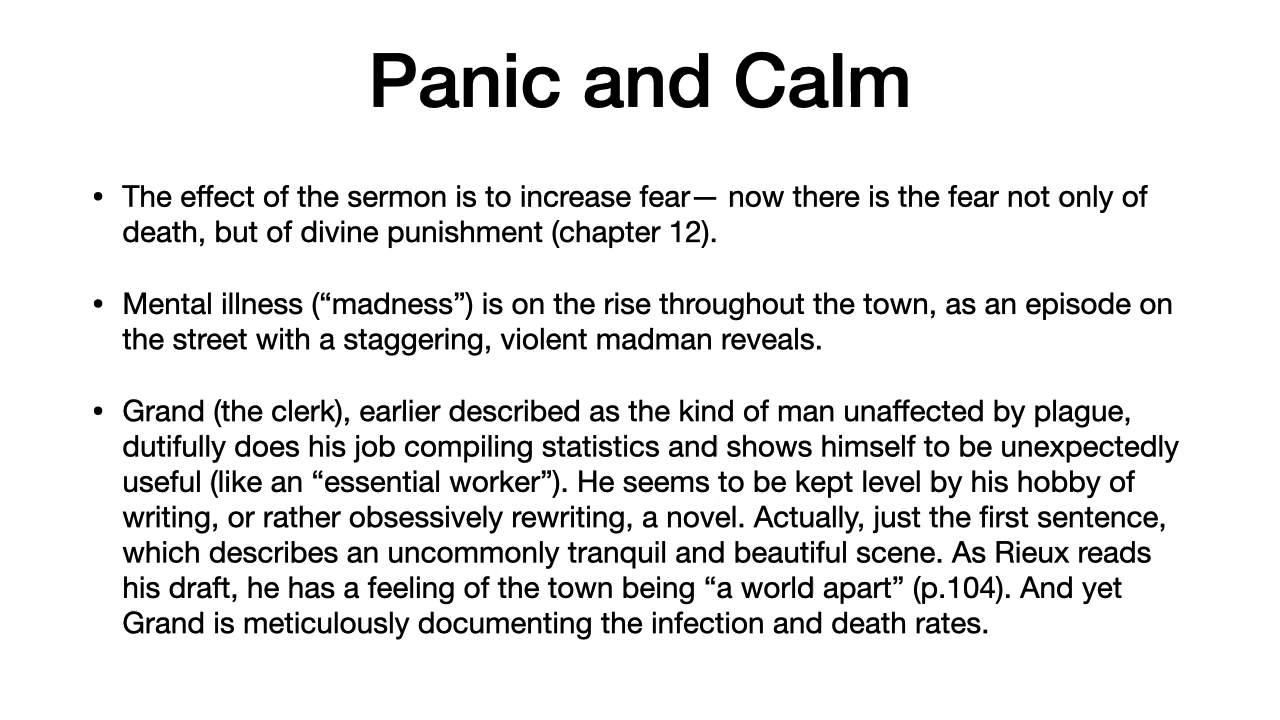 Panic and Calm
• The effect of the sermon is to increase fear— now there is the fear not only of
death, but of divine punishment (chapter 12).
• Mental illness (“madness”) is on the rise throughout the town, as an episode on
the street with a staggering, violent madman reveals.
• Grand (the clerk), earlier described as the kind of man unaffected by plague,
dutifully does his job compiling statistics and shows himself to be unexpectedly
useful (like an “essential worker”). He seems to be kept level by his hobby of
writing, or rather obsessively rewriting, a novel. Actually, just the first sentence,
which describes an uncommonly tranquil and beautiful scene. As Rieux reads
his draft, he has a feeling of the town being “a world apart” (p.104). And yet
Grand is meticulously documenting the infection and death rates.